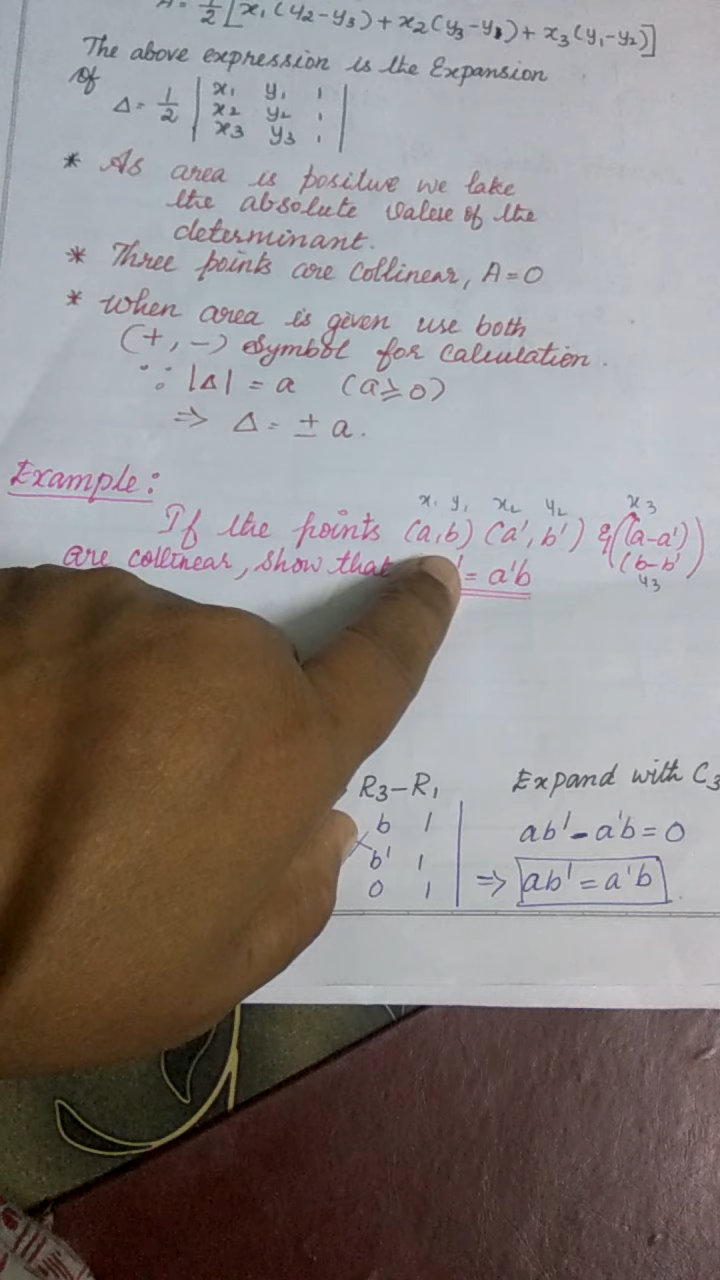 A = 1/2 [x₁(y₂-y₃)+x₂(y₃-y₁)+x₃(y₁-y₂)]
The above expression is the Expansion
of
Δ = 1/2 | x₁ y₁ 1
x₂ y₂ 1
x₃ y₃ 1 |
* As area is positive we take
the absolute value of the
determinant.
* Three points are collinear, A=0
* when area is given use both
(+, -) Symbol for calculation.
∵ |Δ| = a (a≥0)
⇒ Δ = ± a.
Example:
x₁ y₁ x₂ y₂ x₃
If the points (a,b) (a', b') & ((a-a')
(b-b'))
y₃
are collinear, show that ' = a'b
R₃-R₁ Expand with C₃
b 1
b' 1
0 1 |
ab'-a'b=0
⇒ ab' = a'b